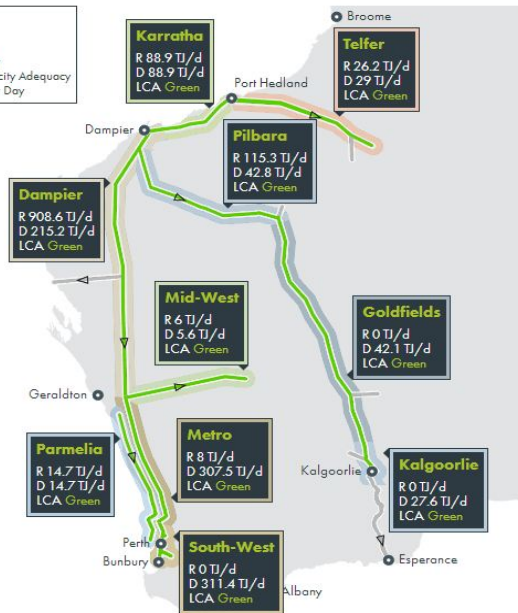 city Adequacy
Day
Broome
Karratha
R 88.9 TJ/d
D 88.9 TJ/d
LCA Green
Telfer
R 26.2 TJ/d
D 29 TJ/d
LCA Green
Port Hedland
Dampier
Pilbara
R 115.3 TJ/d
D 42.8 TJ/d
LCA Green
Dampier
R 908.6 TJ/d
D 215.2 TJ/d
LCA Green
Mid-West
R 6 TJ/d
D 5.6 TJ/d
LCA Green
Goldfields
R 0 TJ/d
D 42.1 TJ/d
LCA Green
Geraldton
Parmelia
R 14.7 TJ/d
D 14.7 TJ/d
LCA Green
Metro
R 8 TJ/d
D 307.5 TJ/d
LCA Green
Kalgoorlie
Kalgoorlie
R 0 TJ/d
D 27.6 TJ/d
LCA Green
Perth
Bunbury
South-West
R 0 TJ/d
D 311.4 TJ/d
LCA Green
Esperance
Albany